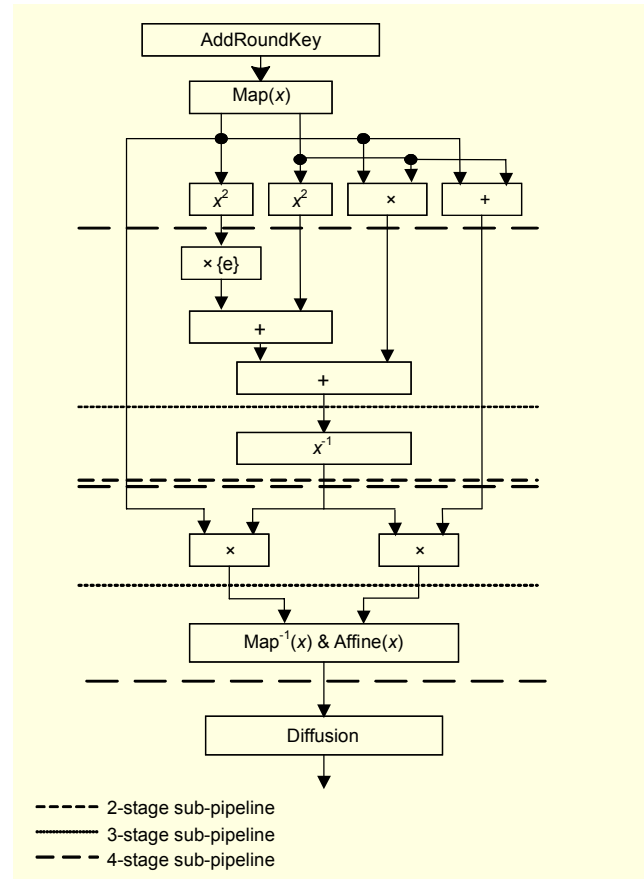 AddRoundKey
Map(x)
x² x² × +
× {e}
+
+
x⁻¹
× ×
Map⁻¹(x) & Affine(x)
Diffusion
2-stage sub-pipeline
3-stage sub-pipeline
4-stage sub-pipeline